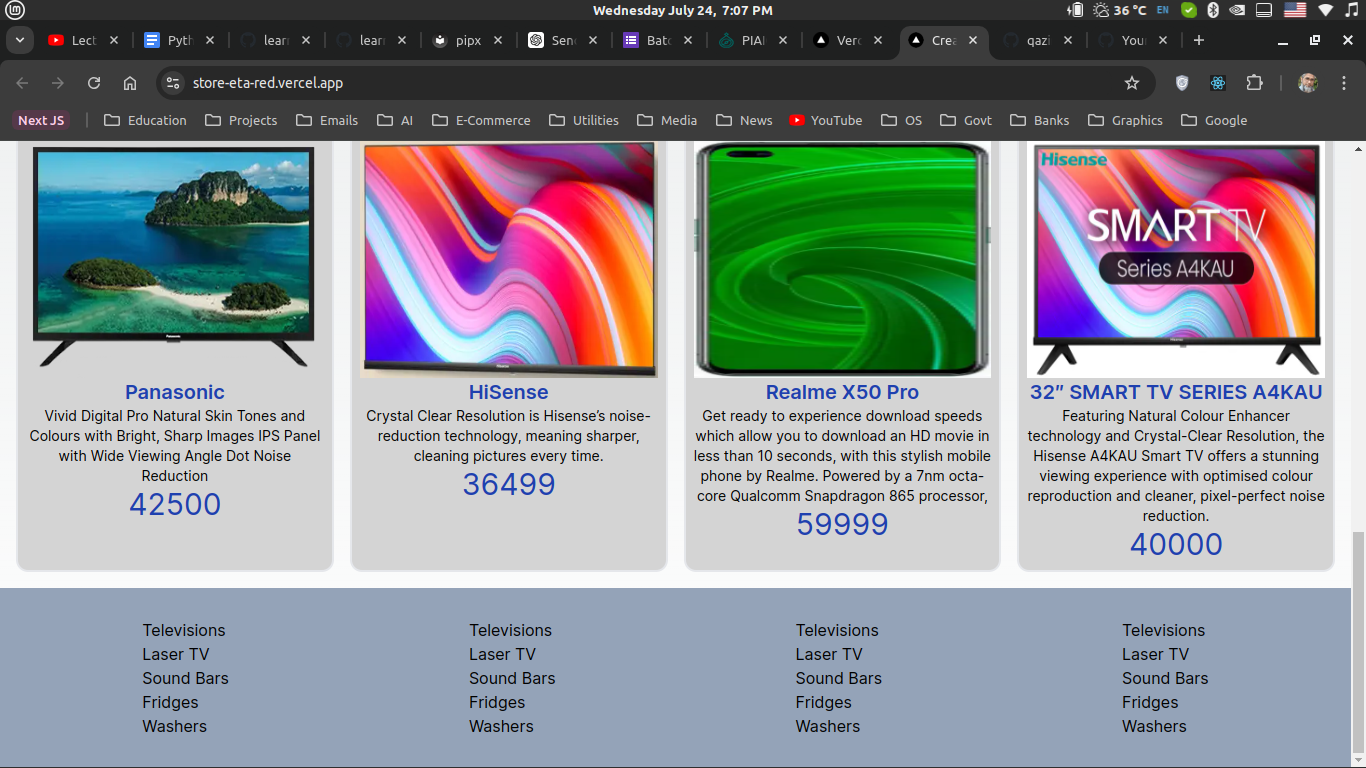 Wednesday July 24, 7:07 PM
36 °C
EN
Lect
Pyth
lear
lear
pipx
Sen
Batc
PIAI
Verc
Crea
qazi
Your
store-eta-red.vercel.app
Next JS
Education
Projects
Emails
AI
E-Commerce
Utilities
Media
News
YouTube
OS
Govt
Banks
Graphics
Google
Panasonic
Vivid Digital Pro Natural Skin Tones and
Colours with Bright, Sharp Images IPS Panel
with Wide Viewing Angle Dot Noise
Reduction
42500
HiSense
Crystal Clear Resolution is Hisense’s noise-
reduction technology, meaning sharper,
cleaning pictures every time.
36499
Realme X50 Pro
Get ready to experience download speeds
which allow you to download an HD movie in
less than 10 seconds, with this stylish mobile
phone by Realme. Powered by a 7nm octa-
core Qualcomm Snapdragon 865 processor,
59999
Hisense
SMART TV
Series A4KAU
32″ SMART TV SERIES A4KAU
Featuring Natural Colour Enhancer
technology and Crystal-Clear Resolution, the
Hisense A4KAU Smart TV offers a stunning
viewing experience with optimised colour
reproduction and cleaner, pixel-perfect noise
reduction.
40000
Televisions
Laser TV
Sound Bars
Fridges
Washers
Televisions
Laser TV
Sound Bars
Fridges
Washers
Televisions
Laser TV
Sound Bars
Fridges
Washers
Televisions
Laser TV
Sound Bars
Fridges
Washers